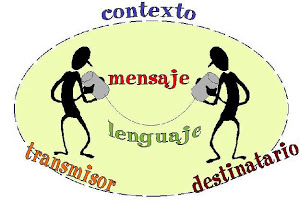 contexto
mensaje
lenguaje
transmisor
destinatario